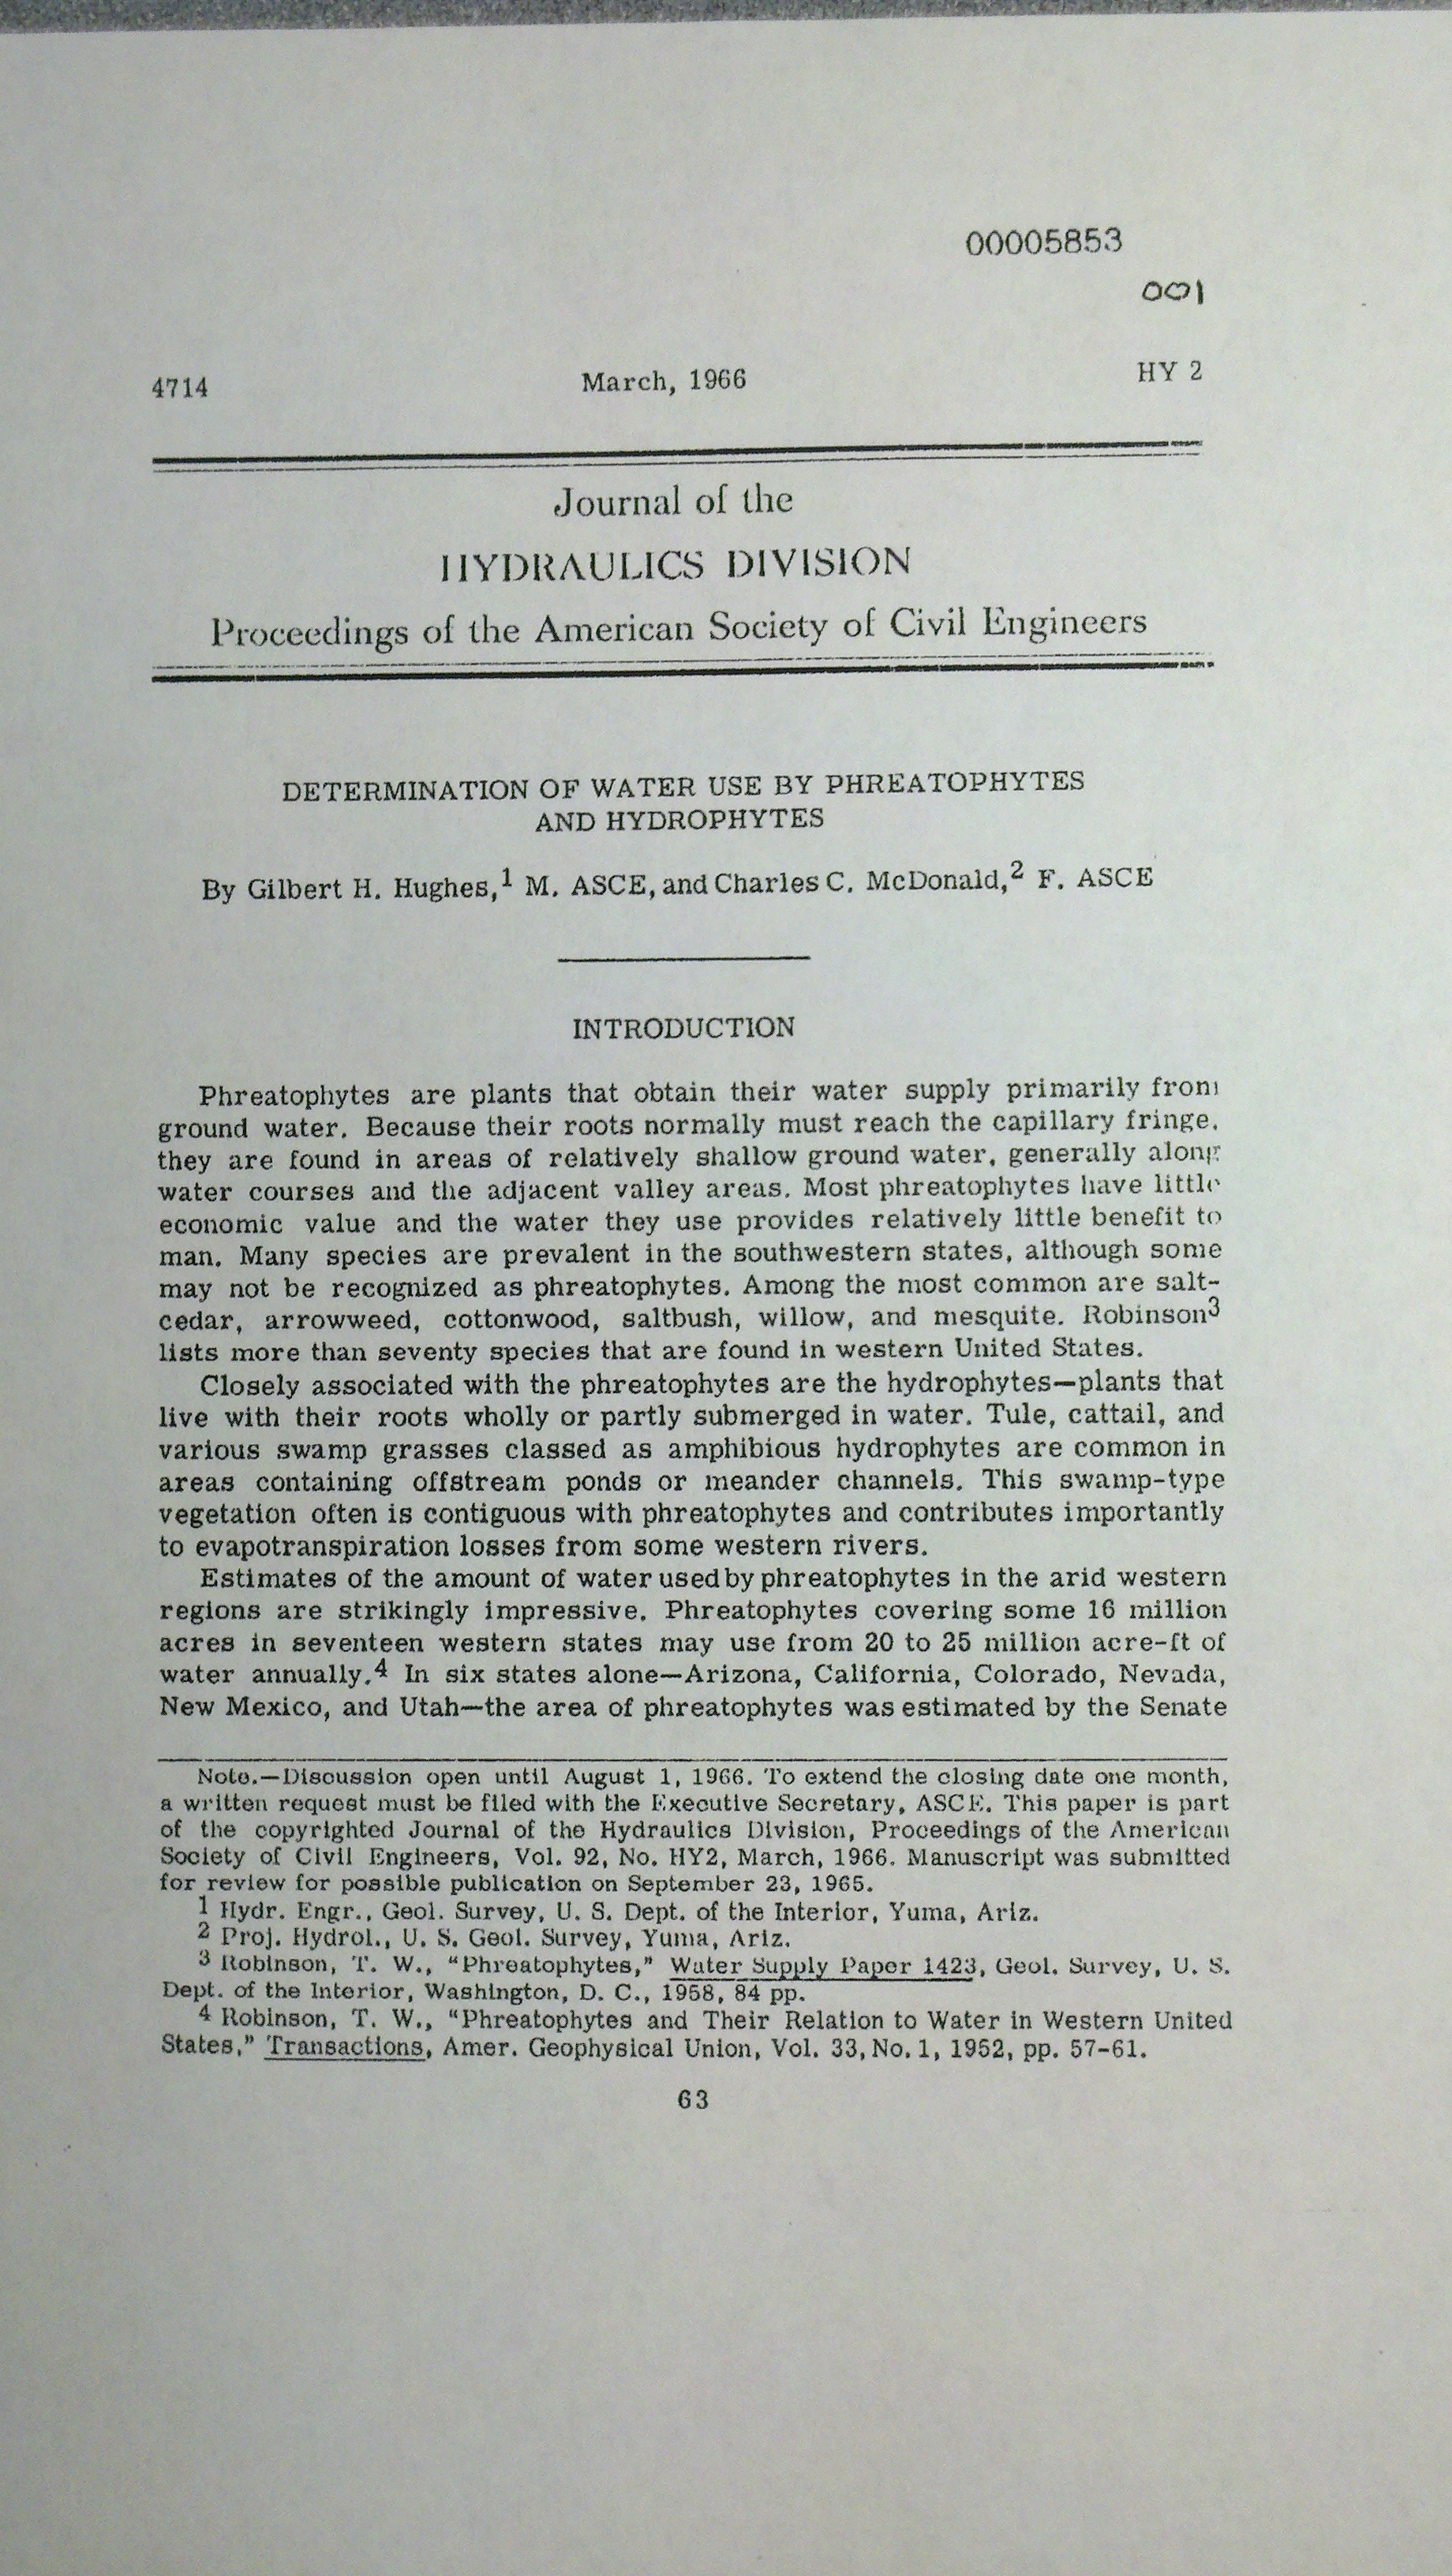 00005853
001
4714 March, 1966 HY 2
Journal of the
HYDRAULICS DIVISION
Proceedings of the American Society of Civil Engineers
DETERMINATION OF WATER USE BY PHREATOPHYTES
AND HYDROPHYTES
By Gilbert H. Hughes,1 M. ASCE, and Charles C. McDonald,2 F. ASCE
INTRODUCTION
Phreatophytes are plants that obtain their water supply primarily from
ground water. Because their roots normally must reach the capillary fringe,
they are found in areas of relatively shallow ground water, generally along
water courses and the adjacent valley areas. Most phreatophytes have little
economic value and the water they use provides relatively little benefit to
man. Many species are prevalent in the southwestern states, although some
may not be recognized as phreatophytes. Among the most common are salt-
cedar, arrowweed, cottonwood, saltbush, willow, and mesquite. Robinson3
lists more than seventy species that are found in western United States.
Closely associated with the phreatophytes are the hydrophytes—plants that
live with their roots wholly or partly submerged in water. Tule, cattail, and
various swamp grasses classed as amphibious hydrophytes are common in
areas containing offstream ponds or meander channels. This swamp-type
vegetation often is contiguous with phreatophytes and contributes importantly
to evapotranspiration losses from some western rivers.
Estimates of the amount of water used by phreatophytes in the arid western
regions are strikingly impressive. Phreatophytes covering some 16 million
acres in seventeen western states may use from 20 to 25 million acre-ft of
water annually.4 In six states alone—Arizona, California, Colorado, Nevada,
New Mexico, and Utah—the area of phreatophytes was estimated by the Senate
Note.—Discussion open until August 1, 1966. To extend the closing date one month,
a written request must be filed with the Executive Secretary, ASCE. This paper is part
of the copyrighted Journal of the Hydraulics Division, Proceedings of the American
Society of Civil Engineers, Vol. 92, No. HY2, March, 1966. Manuscript was submitted
for review for possible publication on September 23, 1965.
1 Hydr. Engr., Geol. Survey, U. S. Dept. of the Interior, Yuma, Ariz.
2 Proj. Hydrol., U. S. Geol. Survey, Yuma, Ariz.
3 Robinson, T. W., "Phreatophytes," Water Supply Paper 1423, Geol. Survey, U. S.
Dept. of the Interior, Washington, D. C., 1958, 84 pp.
4 Robinson, T. W., "Phreatophytes and Their Relation to Water in Western United
States," Transactions, Amer. Geophysical Union, Vol. 33, No. 1, 1952, pp. 57-61.
63